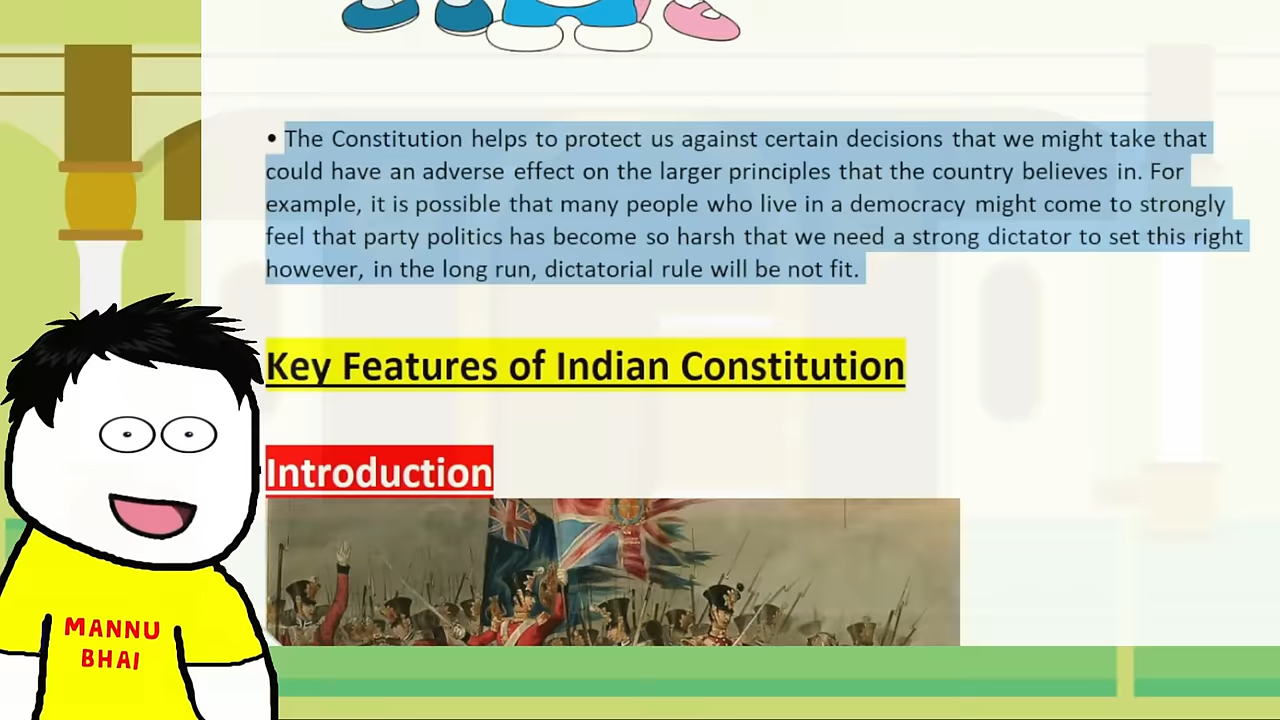 • The Constitution helps to protect us against certain decisions that we might take that
could have an adverse effect on the larger principles that the country believes in. For
example, it is possible that many people who live in a democracy might come to strongly
feel that party politics has become so harsh that we need a strong dictator to set this right
however, in the long run, dictatorial rule will be not fit.
Key Features of Indian Constitution
Introduction
MANNU
BHAI